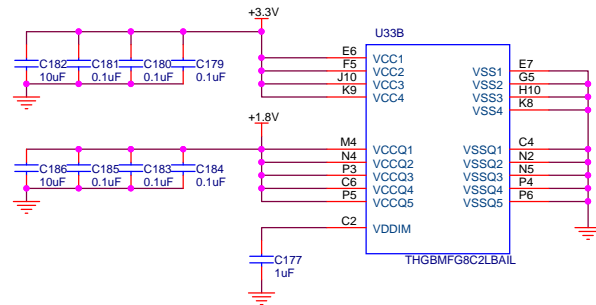 +3.3V
U33B
C182
10uF
C181
0.1uF
C180
0.1uF
C179
0.1uF
E6
F5
J10
K9
VCC1
VCC2
VCC3
VCC4
VSS1
VSS2
VSS3
VSS4
E7
G5
H10
K8
+1.8V
C186
10uF
C185
0.1uF
C183
0.1uF
C184
0.1uF
M4
N4
P3
C6
P5
VCCQ1
VCCQ2
VCCQ3
VCCQ4
VCCQ5
VSSQ1
VSSQ2
VSSQ3
VSSQ4
VSSQ5
C4
N2
N5
P4
P6
C2
VDDIM
C177
1uF
THGBMFG8C2LBAIL